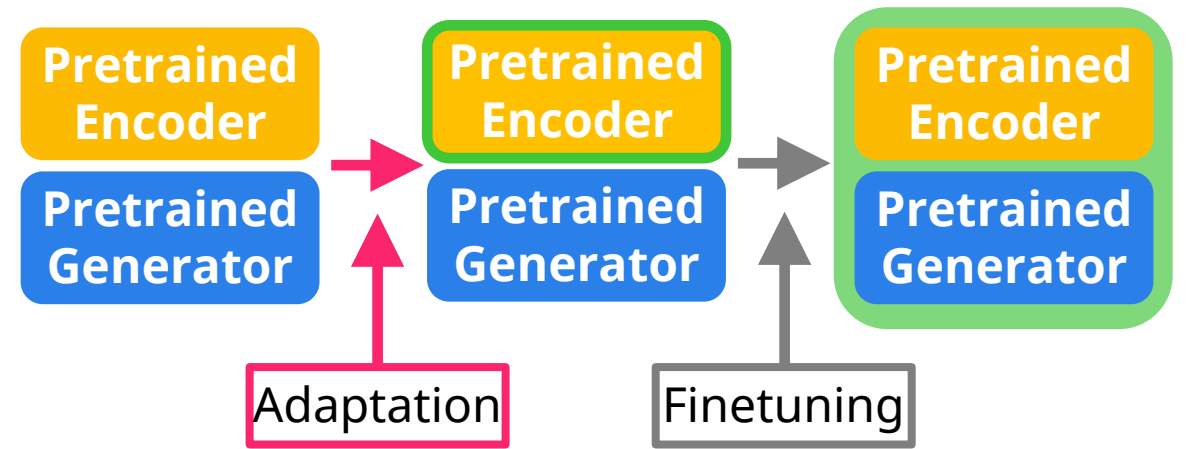 Pretrained
Encoder
Pretrained
Generator
Pretrained
Encoder
Pretrained
Generator
Pretrained
Encoder
Pretrained
Generator
Adaptation
Finetuning